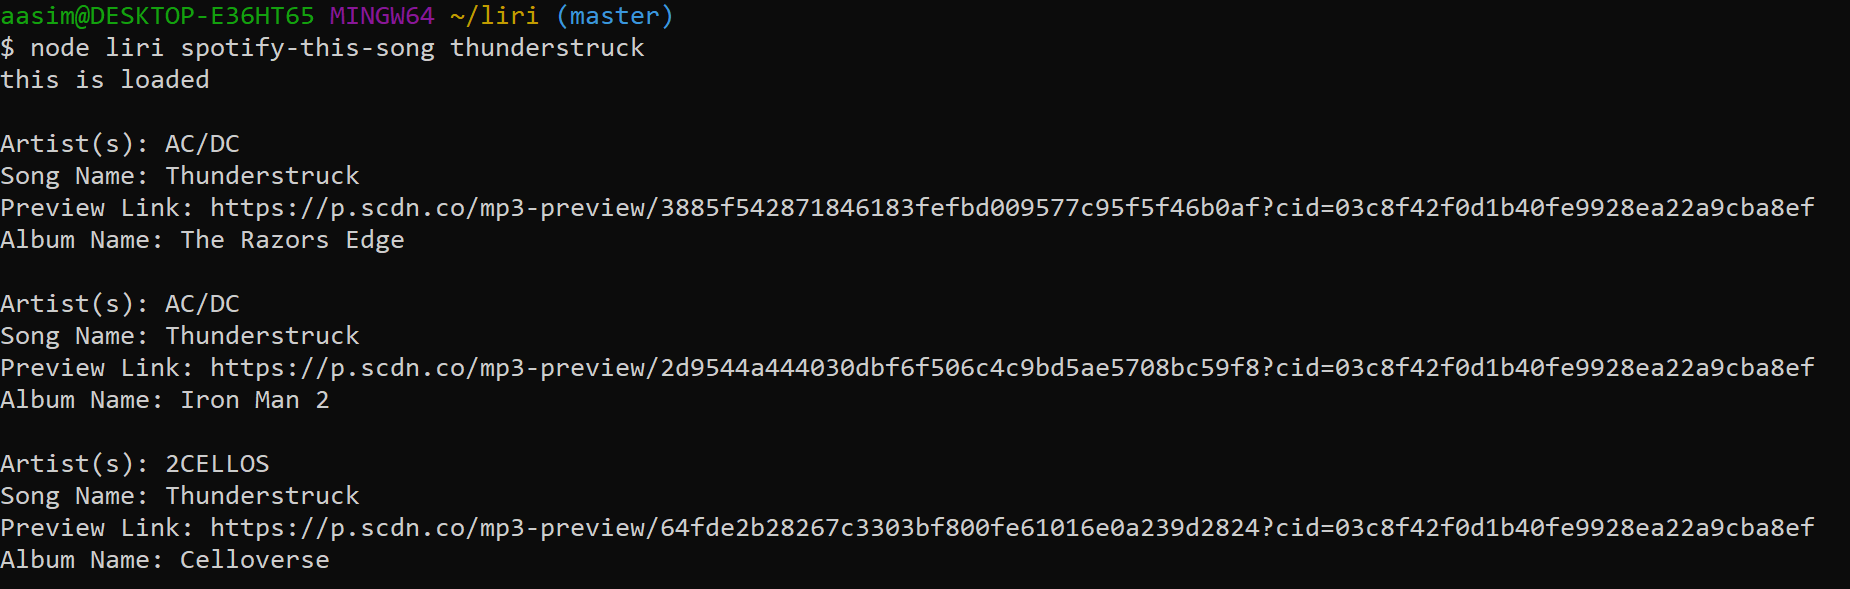 aasim@DESKTOP-E36HT65 MINGW64 ~/liri (master)
$ node liri spotify-this-song thunderstruck
this is loaded
Artist(s): AC/DC
Song Name: Thunderstruck
Preview Link: https://p.scdn.co/mp3-preview/3885f542871846183fefbd009577c95f5f46b0af?cid=03c8f42f0d1b40fe9928ea22a9cba8ef
Album Name: The Razors Edge
Artist(s): AC/DC
Song Name: Thunderstruck
Preview Link: https://p.scdn.co/mp3-preview/2d9544a444030dbf6f506c4c9bd5ae5708bc59f8?cid=03c8f42f0d1b40fe9928ea22a9cba8ef
Album Name: Iron Man 2
Artist(s): 2CELLOS
Song Name: Thunderstruck
Preview Link: https://p.scdn.co/mp3-preview/64fde2b28267c3303bf800fe61016e0a239d2824?cid=03c8f42f0d1b40fe9928ea22a9cba8ef
Album Name: Celloverse